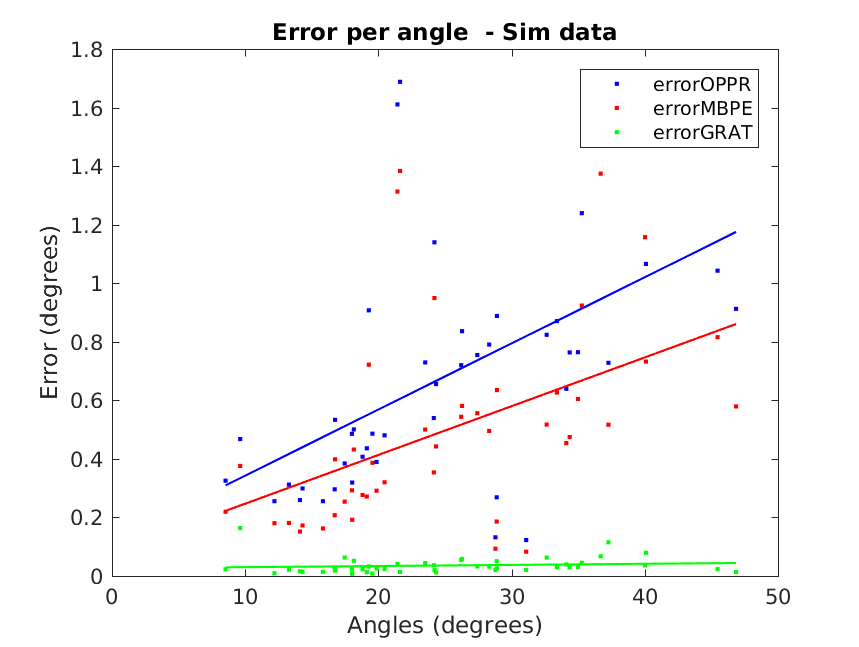 Error per angle - Sim data
errorOPPR
errorMBPE
errorGRAT
Error (degrees)
1.8
1.6
1.4
1.2
1
0.8
0.6
0.4
0.2
0
0 10 20 30 40 50
Angles (degrees)